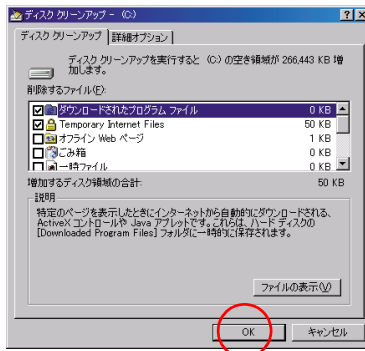 ディスク クリーンアップ - (C:)
ディスク クリーンアップ 詳細オプション
ディスク クリーンアップを実行すると (C:) の空き領域が 266,443 KB 増
加します。
削除するファイル(F):
ダウンロードされたプログラム ファイル 0 KB
Temporary Internet Files 50 KB
オフライン Web ページ 1 KB
ごみ箱 0 KB
一時ファイル 0 KB
増加するディスク領域の合計: 50 KB
説明
特定のページを表示したときにインターネットから自動的にダウンロードされる、
ActiveX コントロールや Java アプレットです。これらは、ハード ディスクの
[Downloaded Program Files] フォルダに一時的に保存されます。
ファイルの表示(V)
OK キャンセル